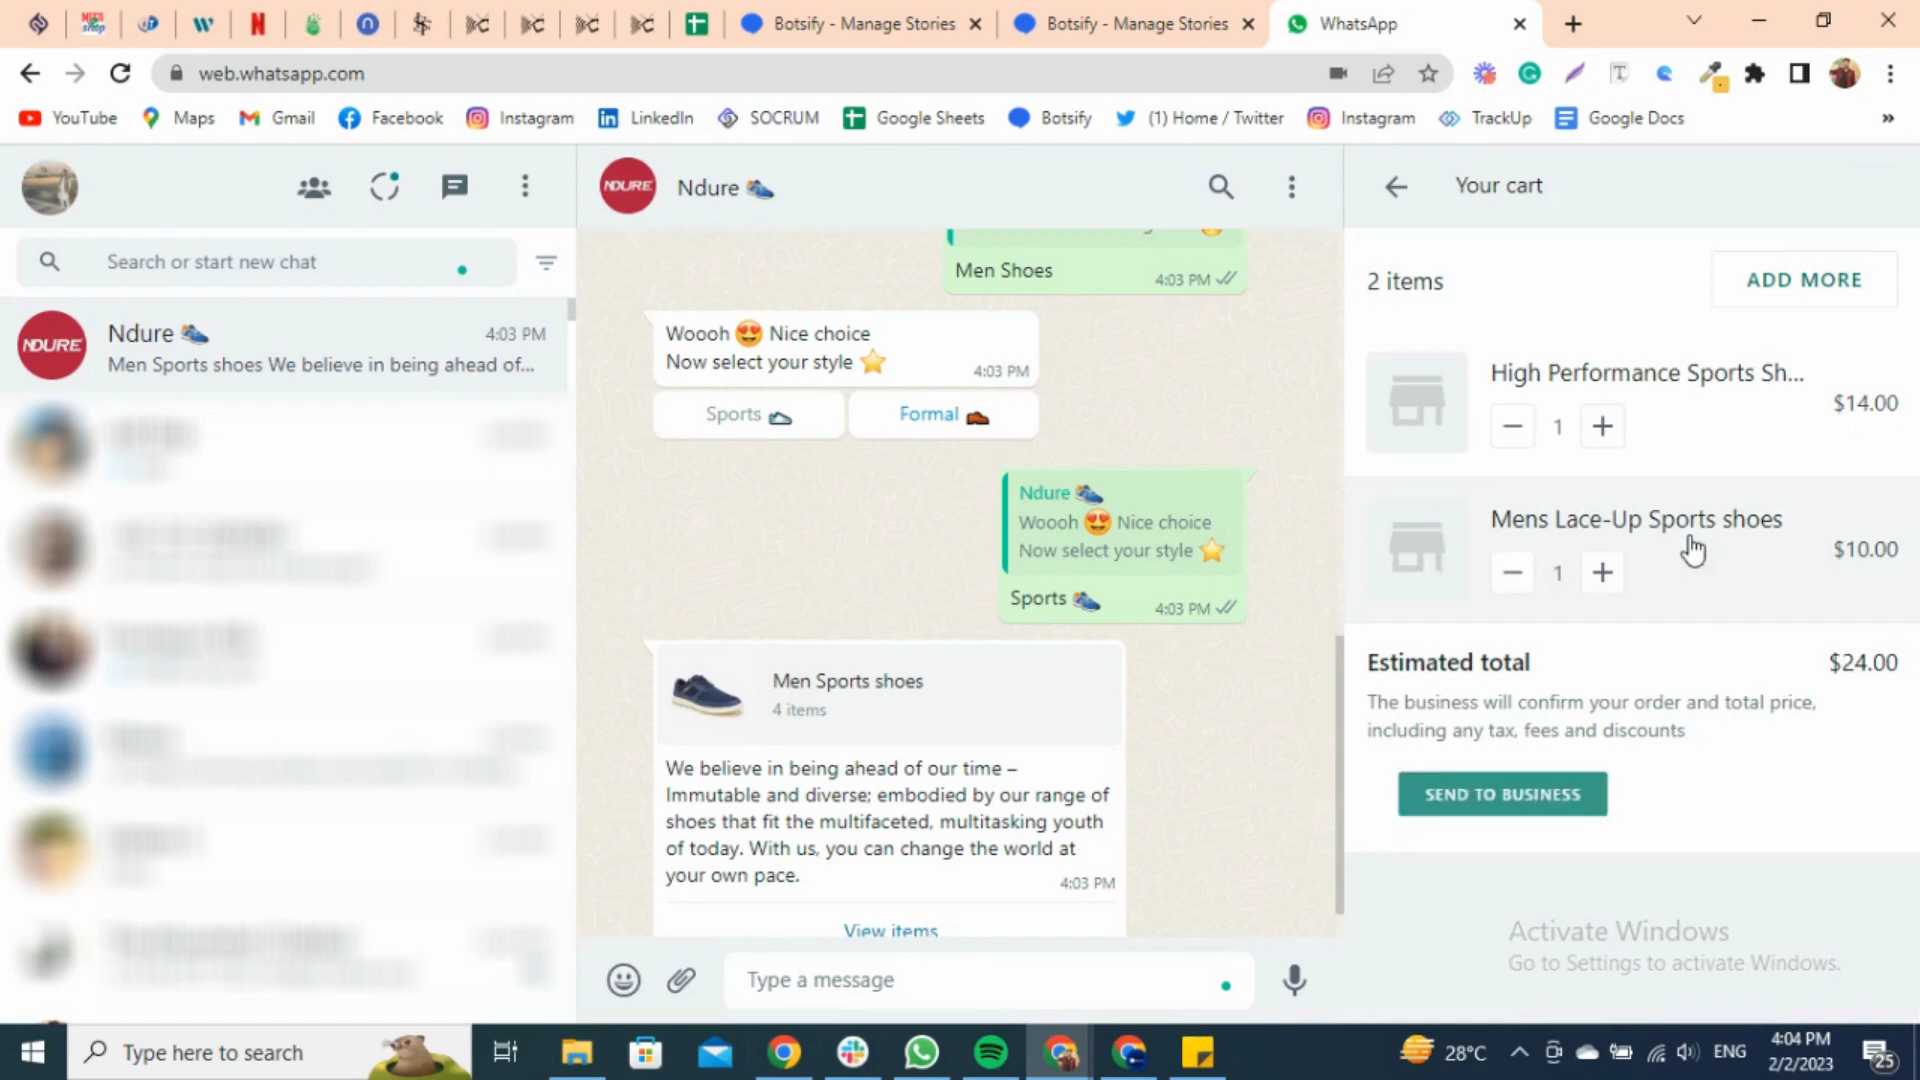 Botsify - Manage Stories
Botsify - Manage Stories
WhatsApp
web.whatsapp.com
YouTube
Maps
Gmail
Facebook
Instagram
LinkedIn
SOCRUM
Google Sheets
Botsify
(1) Home / Twitter
Instagram
TrackUp
Google Docs
»
Search or start new chat
NDURE
Ndure
4:03 PM
Men Sports shoes We believe in being ahead of...
NDURE
Ndure
Men Shoes
4:03 PM
Woooh 😍 Nice choice
Now select your style ⭐
4:03 PM
Sports
Formal
Ndure
Woooh 😍 Nice choice
Now select your style ⭐
Sports
4:03 PM
Men Sports shoes
4 items
We believe in being ahead of our time –
Immutable and diverse; embodied by our range of
shoes that fit the multifaceted, multitasking youth
of today. With us, you can change the world at
your own pace.
4:03 PM
View items
Type a message
Your cart
2 items
ADD MORE
High Performance Sports Sh...
$14.00
1
Mens Lace-Up Sports shoes
$10.00
1
Estimated total
$24.00
The business will confirm your order and total price,
including any tax, fees and discounts
SEND TO BUSINESS
Activate Windows
Go to Settings to activate Windows.
Type here to search
28°C
ENG
4:04 PM
2/2/2023
25